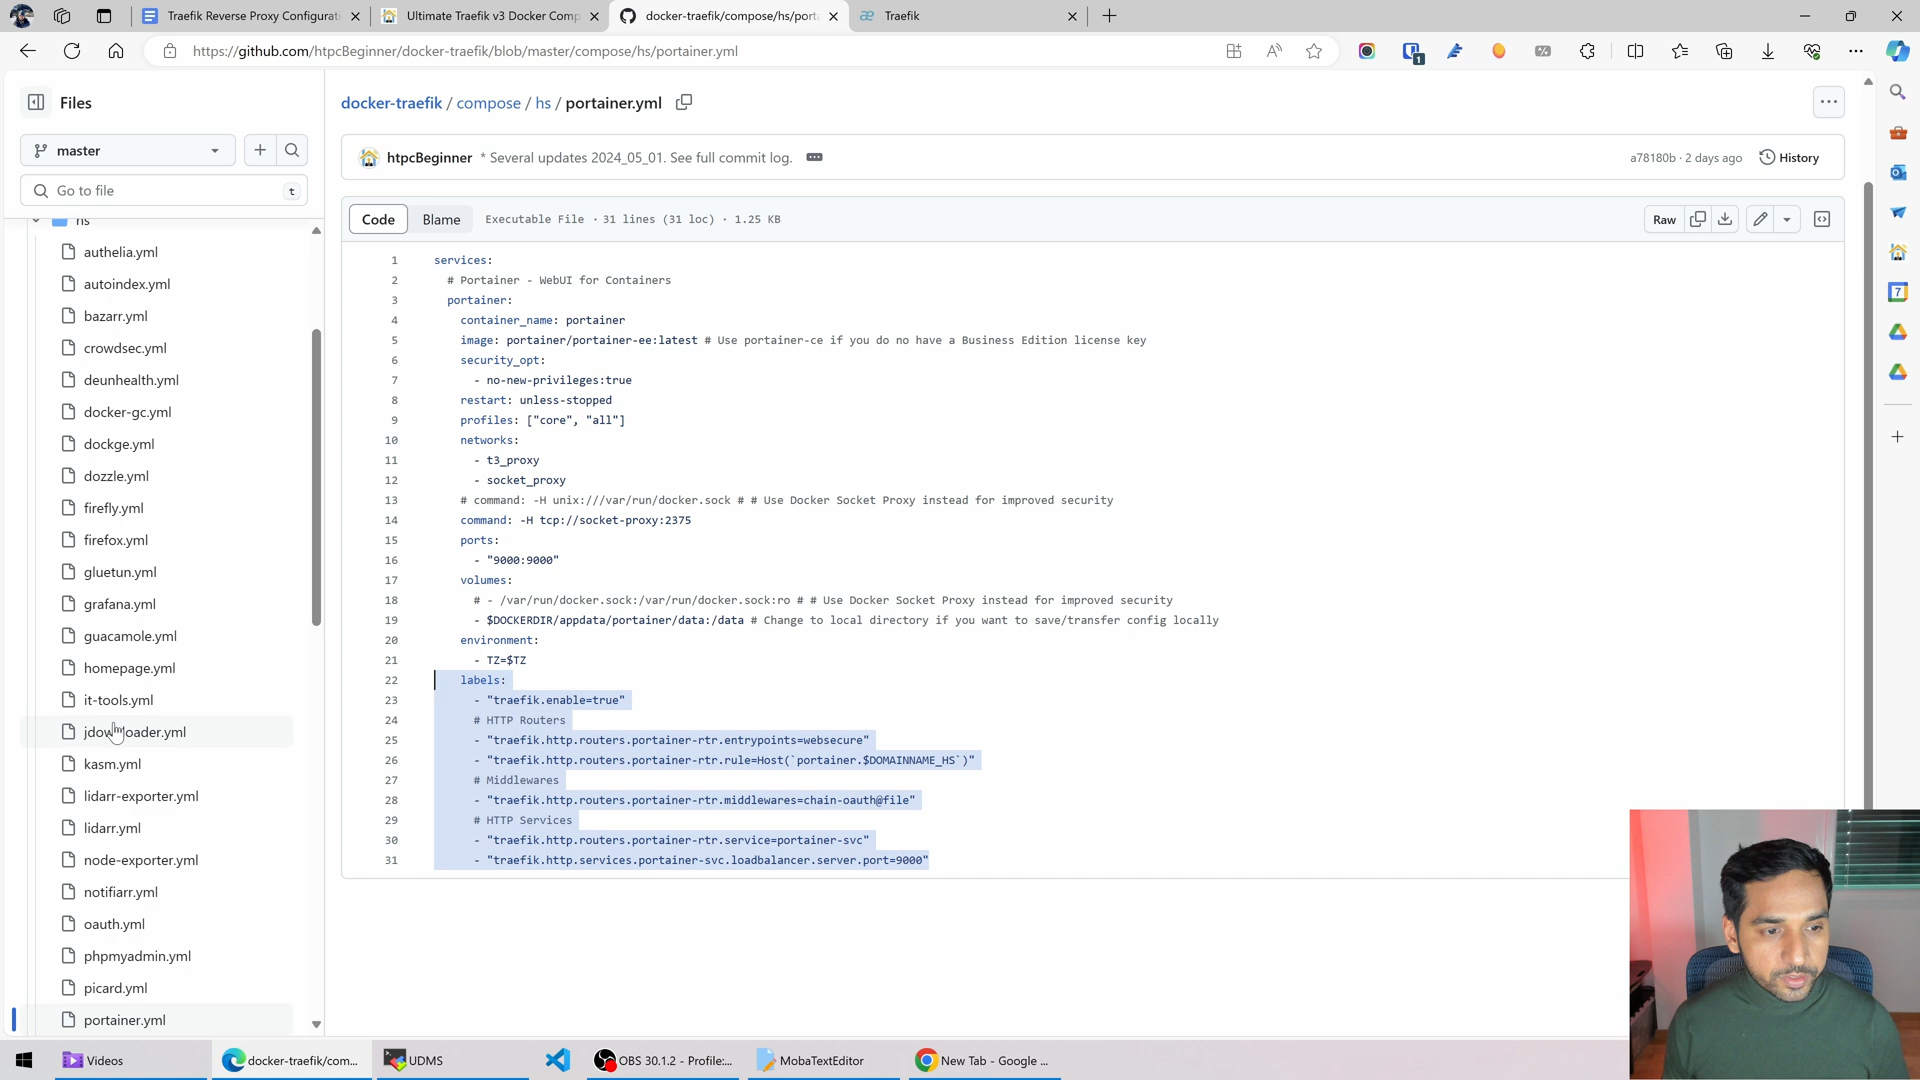 Traefik Reverse Proxy Configurati
Ultimate Traefik v3 Docker Comp
docker-traefik/compose/hs/port
Traefik
https://github.com/htpcBeginner/docker-traefik/blob/master/compose/hs/portainer.yml
1
Files
docker-traefik / compose / hs / portainer.yml
master
htpcBeginner * Several updates 2024_05_01. See full commit log.
a78180b · 2 days ago
History
Go to file
t
Code
Blame
Executable File · 31 lines (31 loc) · 1.25 KB
Raw
hs
authelia.yml
autoindex.yml
bazarr.yml
crowdsec.yml
deunhealth.yml
docker-gc.yml
dockge.yml
dozzle.yml
firefly.yml
firefox.yml
gluetun.yml
grafana.yml
guacamole.yml
homepage.yml
it-tools.yml
jdownloader.yml
kasm.yml
lidarr-exporter.yml
lidarr.yml
node-exporter.yml
notifiarr.yml
oauth.yml
phpmyadmin.yml
picard.yml
portainer.yml
1 services:
2 # Portainer - WebUI for Containers
3 portainer:
4 container_name: portainer
5 image: portainer/portainer-ee:latest # Use portainer-ce if you do no have a Business Edition license key
6 security_opt:
7 - no-new-privileges:true
8 restart: unless-stopped
9 profiles: ["core", "all"]
10 networks:
11 - t3_proxy
12 - socket_proxy
13 # command: -H unix:///var/run/docker.sock # # Use Docker Socket Proxy instead for improved security
14 command: -H tcp://socket-proxy:2375
15 ports:
16 - "9000:9000"
17 volumes:
18 # - /var/run/docker.sock:/var/run/docker.sock:ro # # Use Docker Socket Proxy instead for improved security
19 - $DOCKERDIR/appdata/portainer/data:/data # Change to local directory if you want to save/transfer config locally
20 environment:
21 - TZ=$TZ
22 labels:
23 - "traefik.enable=true"
24 # HTTP Routers
25 - "traefik.http.routers.portainer-rtr.entrypoints=websecure"
26 - "traefik.http.routers.portainer-rtr.rule=Host(`portainer.$DOMAINNAME_HS`)"
27 # Middlewares
28 - "traefik.http.routers.portainer-rtr.middlewares=chain-oauth@file"
29 # HTTP Services
30 - "traefik.http.routers.portainer-rtr.service=portainer-svc"
31 - "traefik.http.services.portainer-svc.loadbalancer.server.port=9000"
7
Videos
docker-traefik/com...
UDMS
OBS 30.1.2 - Profile:...
MobaTextEditor
New Tab - Google ...